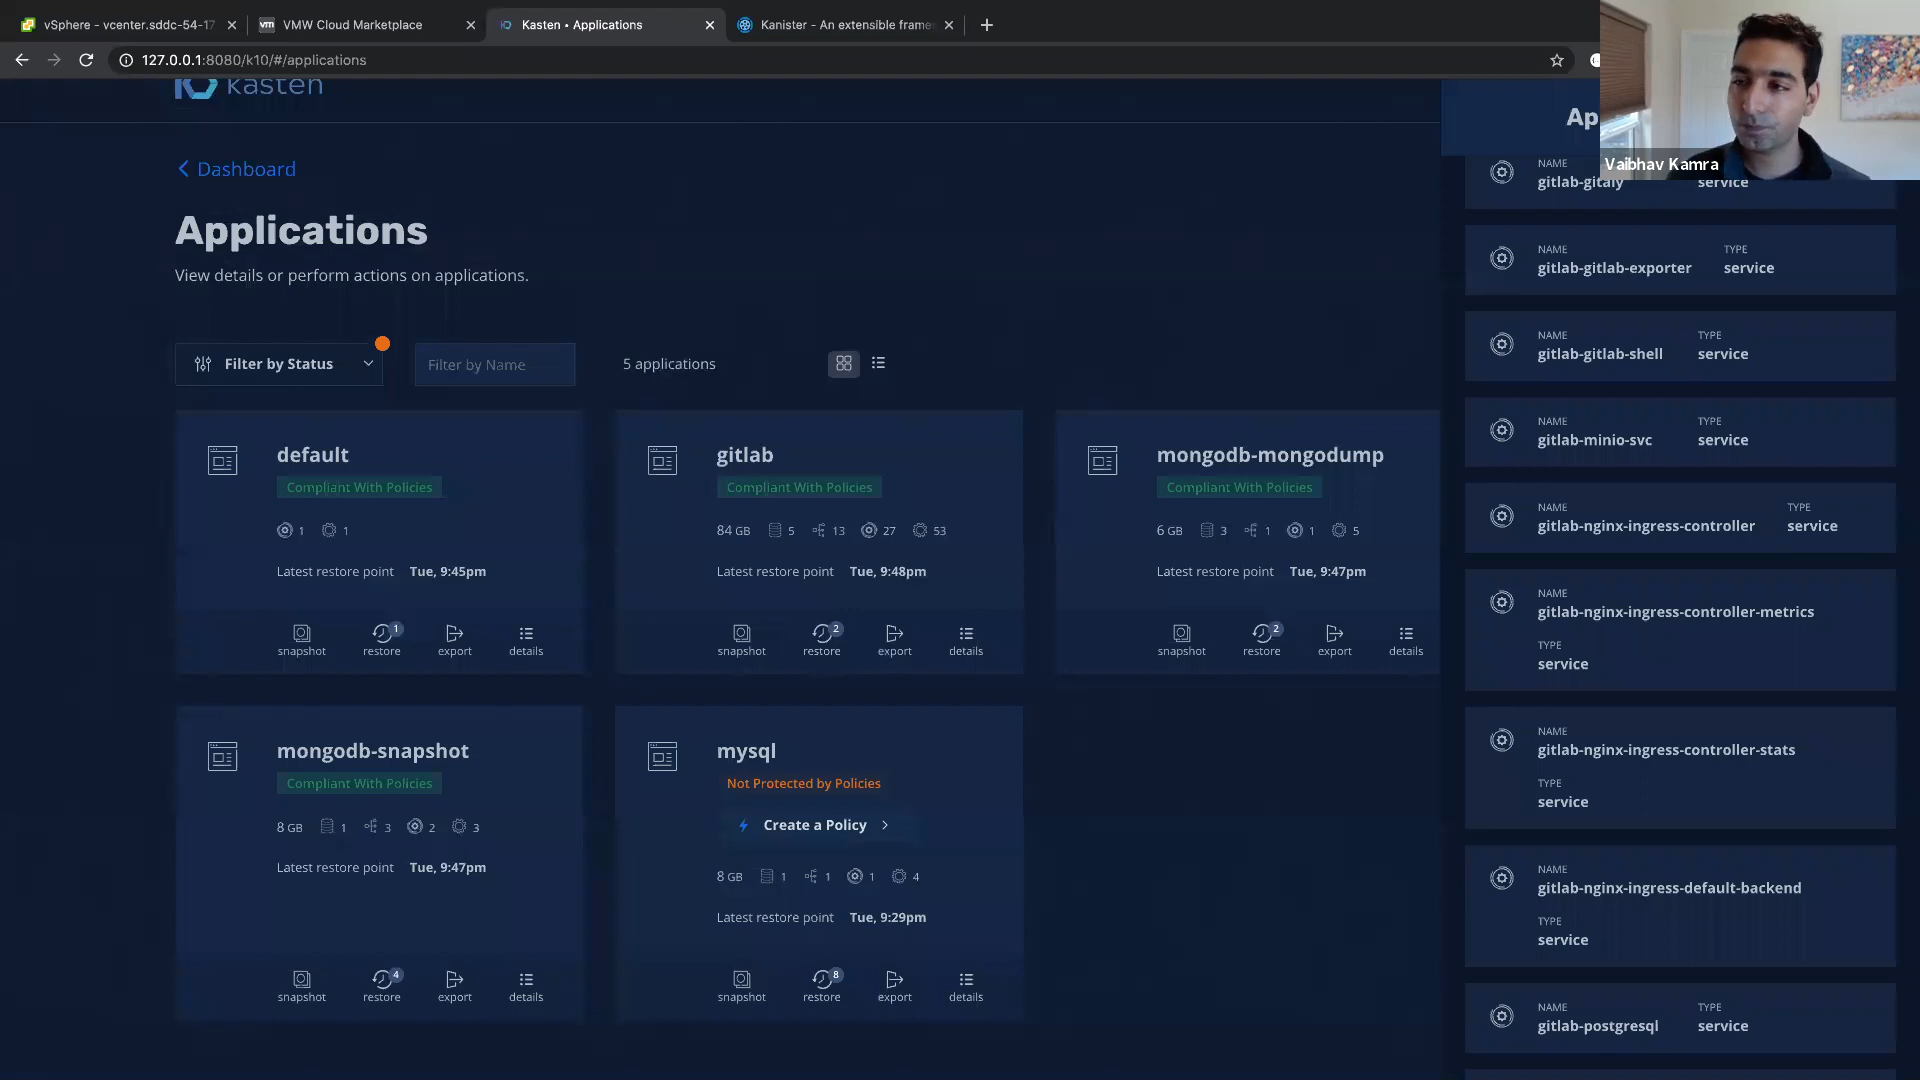 vSphere - vcenter.sddc-54-17
VMW Cloud Marketplace
Kasten • Applications
Kanister - An extensible frame
127.0.0.1:8080/k10/#/applications
kasten
Dashboard
Applications
View details or perform actions on applications.
Filter by Status
Filter by Name
5 applications
default
Compliant With Policies
1 1
Latest restore point Tue, 9:45pm
1
snapshot restore export details
gitlab
Compliant With Policies
84 GB 5 13 27 53
Latest restore point Tue, 9:48pm
2
snapshot restore export details
mongodb-mongodump
Compliant With Policies
6 GB 3 1 1 5
Latest restore point Tue, 9:47pm
2
snapshot restore export details
mongodb-snapshot
Compliant With Policies
8 GB 1 3 2 3
Latest restore point Tue, 9:47pm
4
snapshot restore export details
mysql
Not Protected by Policies
Create a Policy
8 GB 1 1 1 4
Latest restore point Tue, 9:29pm
8
snapshot restore export details
Ap
Vaibhav Kamra
NAME
gitlab-gitaly service
NAME TYPE
gitlab-gitlab-exporter service
NAME TYPE
gitlab-gitlab-shell service
NAME TYPE
gitlab-minio-svc service
NAME TYPE
gitlab-nginx-ingress-controller service
NAME
gitlab-nginx-ingress-controller-metrics
TYPE
service
NAME
gitlab-nginx-ingress-controller-stats
TYPE
service
NAME
gitlab-nginx-ingress-default-backend
TYPE
service
NAME TYPE
gitlab-postgresql service